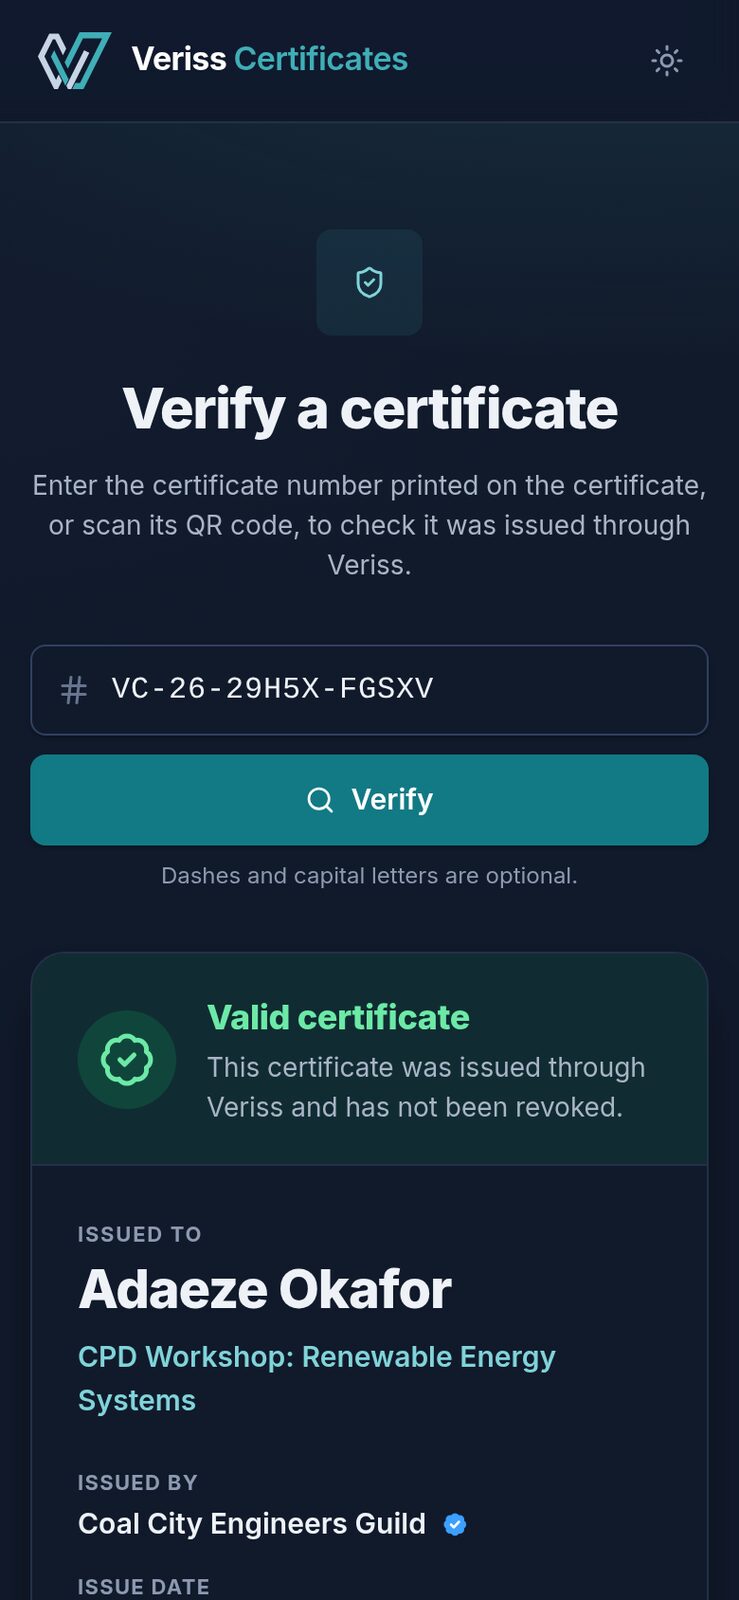 Veriss Certificates
Verify a certificate
Enter the certificate number printed on the certificate,
or scan its QR code, to check it was issued through
Veriss.
VC-26-29H5X-FGSXV
Verify
Dashes and capital letters are optional.
Valid certificate
This certificate was issued through
Veriss and has not been revoked.
ISSUED TO
Adaeze Okafor
CPD Workshop: Renewable Energy
Systems
ISSUED BY
Coal City Engineers Guild
ISSUE DATE